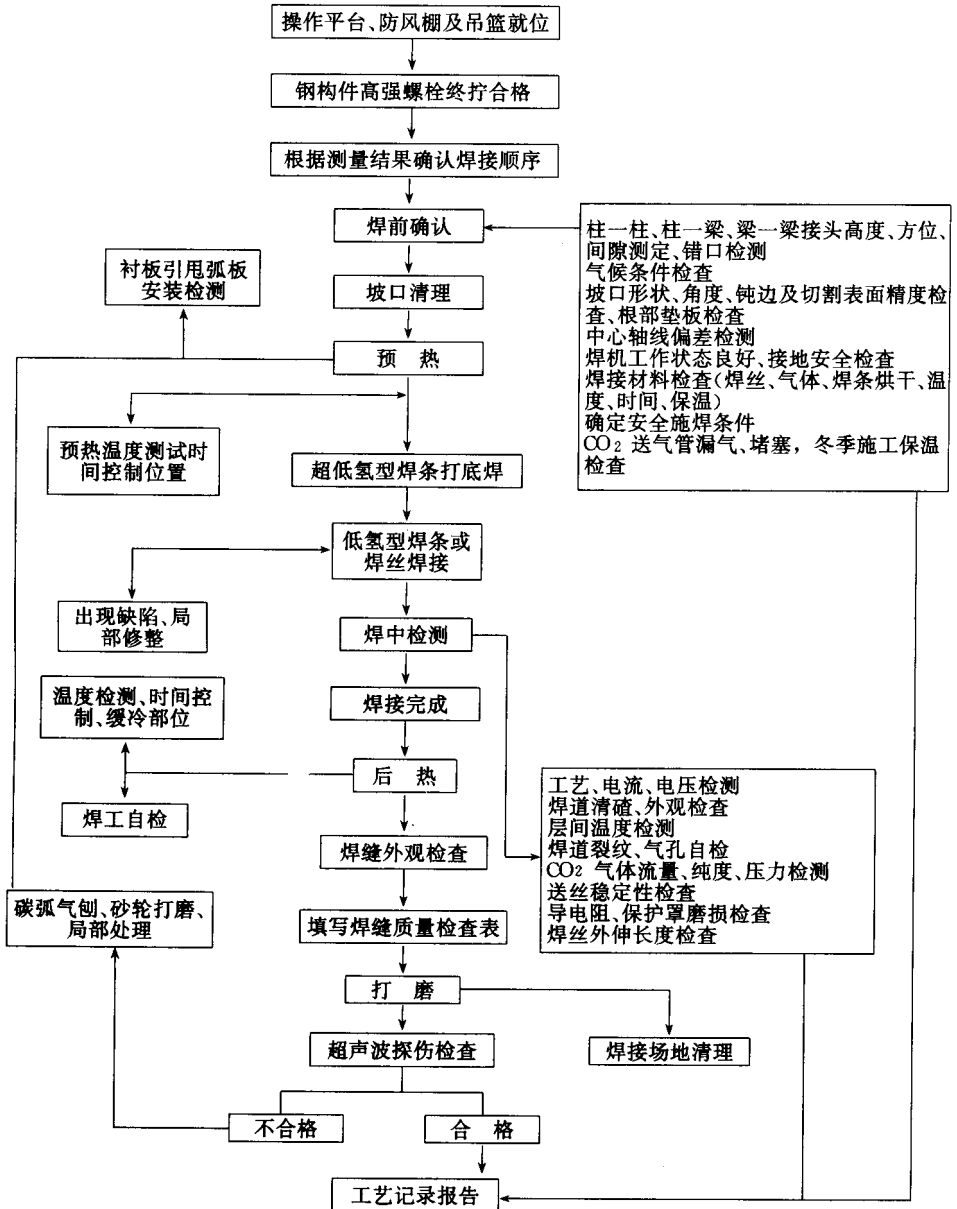 操作平台、防风棚及吊篮就位
钢构件高强螺栓终拧合格
根据测量结果确认焊接顺序
焊前确认
柱一柱、柱一梁、梁一梁接头高度、方位、
间隙测定、错口检测
气候条件检查
坡口形状、角度、钝边及切割表面精度检
查、根部垫板检查
中心轴线偏差检测
焊机工作状态良好、接地安全检查
焊接材料检查(焊丝、气体、焊条烘干、温
度、时间、保温)
确定安全施焊条件
CO₂ 送气管漏气、堵塞，冬季施工保温
检查
衬板引甩弧板
安装检测
坡口清理
预 热
预热温度测试时
间控制位置
超低氢型焊条打底焊
低氢型焊条或
焊丝焊接
出现缺陷、局
部修整
焊中检测
焊接完成
温度检测、时间控
制、缓冷部位
后 热
焊工自检
工艺、电流、电压检测
焊道清碴、外观检查
层间温度检测
焊道裂纹、气孔自检
CO₂ 气体流量、纯度、压力检测
送丝稳定性检查
导电阻、保护罩磨损检查
焊丝外伸长度检查
焊缝外观检查
碳弧气刨、砂轮打磨、
局部处理
填写焊缝质量检查表
打 磨
超声波探伤检查
焊接场地清理
不合格
合 格
工艺记录报告